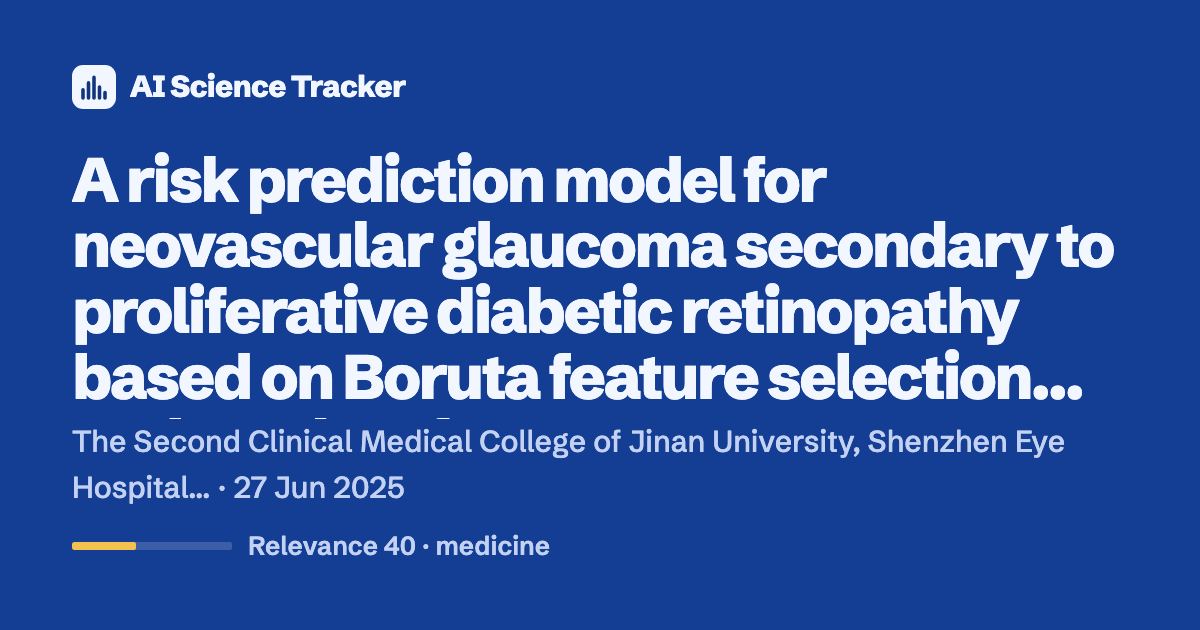 AI Science Tracker
A risk prediction model for
neovascular glaucoma secondary to
proliferative diabetic retinopathy
based on Boruta feature selection...
The Second Clinical Medical College of Jinan University, Shenzhen Eye
Hospital... · 27 Jun 2025
Relevance 40 · medicine